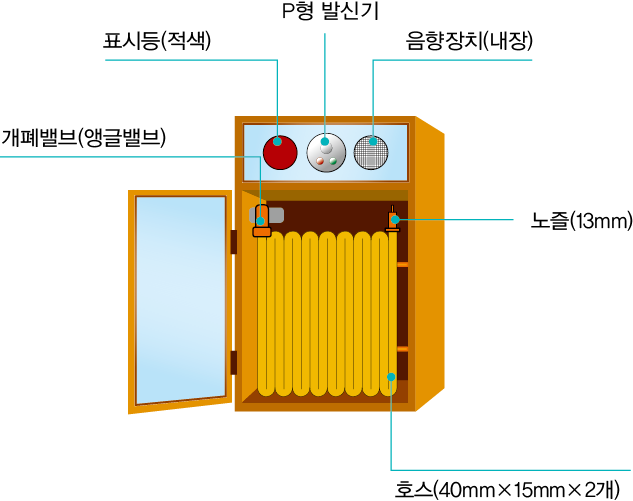 P형 발신기
표시등(적색)
음향장치(내장)
개폐밸브(앵글밸브)
노즐(13mm)
호스(40mm×15mm×2개)